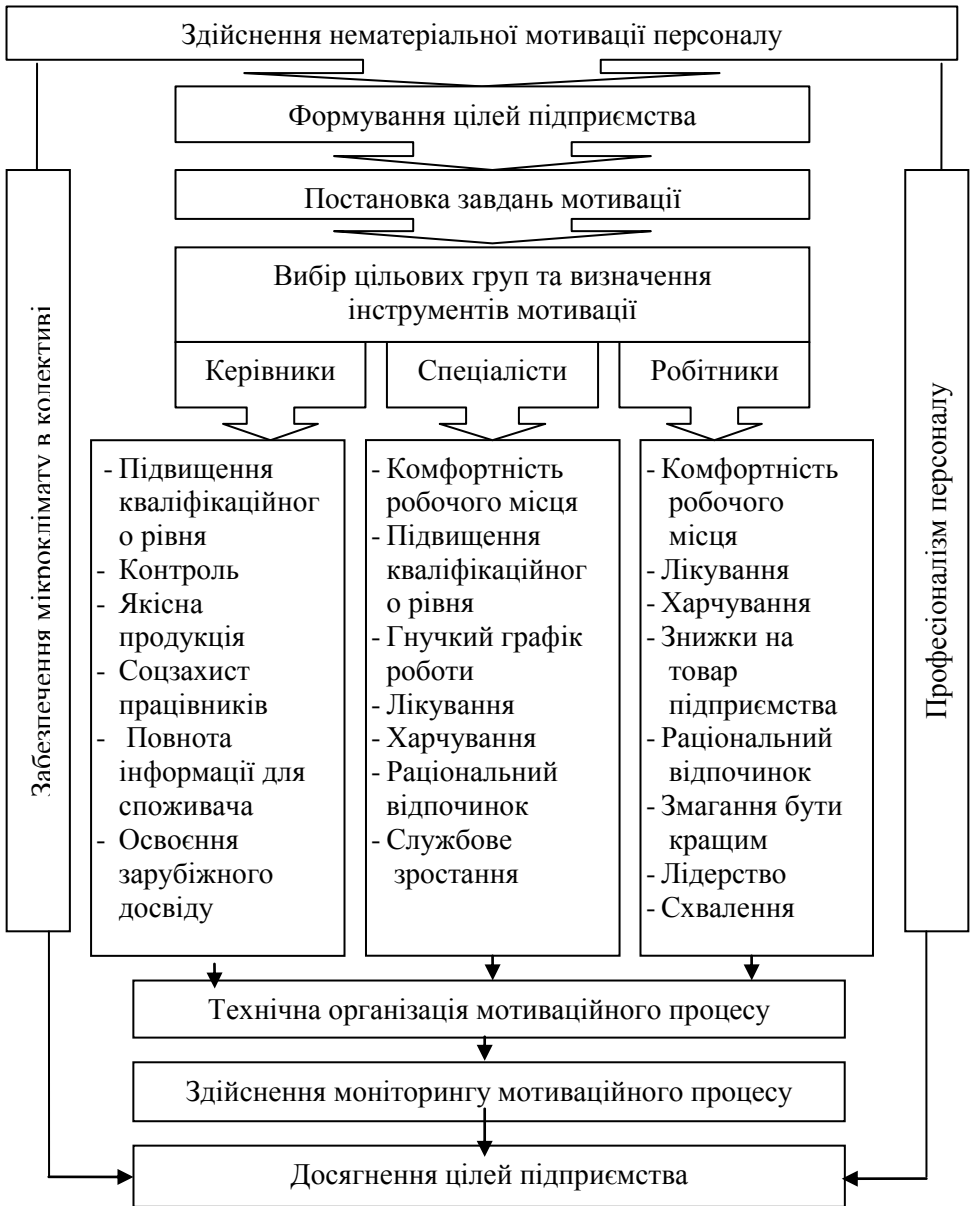 Здійснення нематеріальної мотивації персоналу
Формування цілей підприємства
Постановка завдань мотивації
Вибір цільових груп та визначення
інструментів мотивації
Забезпечення мікроклімату в колективі
Керівники
- Підвищення
кваліфікаційног
о рівня
- Контроль
- Якісна
продукція
- Соцзахист
працівників
- Повнота
інформації для
споживача
- Освоєння
зарубіжного
досвіду
Спеціалісти
- Комфортність
робочого місця
- Підвищення
кваліфікаційног
о рівня
- Гнучкий графік
роботи
- Лікування
- Харчування
- Раціональний
відпочинок
- Службове
зростання
Робітники
- Комфортність
робочого
місця
- Лікування
- Харчування
- Знижки на
товар
підприємства
- Раціональний
відпочинок
- Змагання бути
кращим
- Лідерство
- Схвалення
Професіоналізм персоналу
Технічна організація мотиваційного процесу
Здійснення моніторингу мотиваційного процесу
Досягнення цілей підприємства